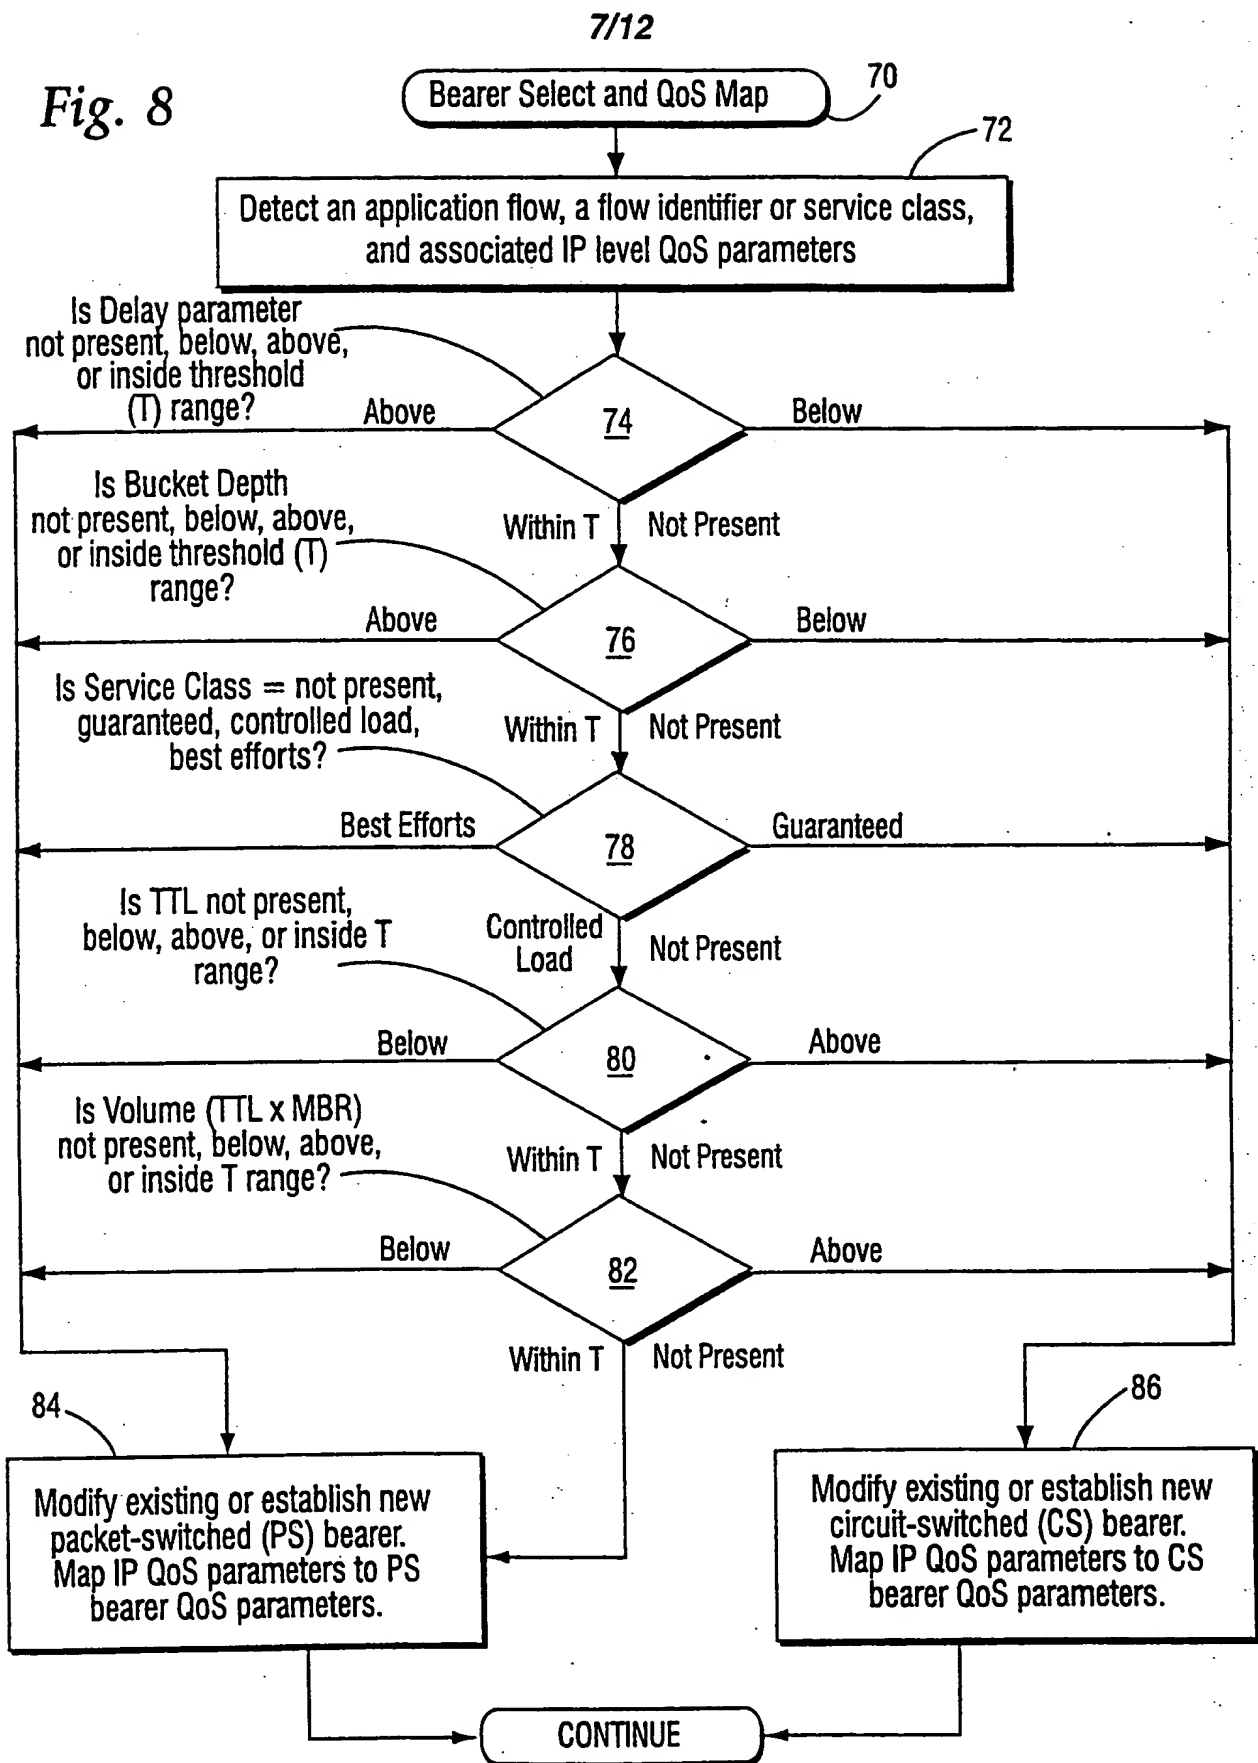 7/12
Fig. 8
Bearer Select and QoS Map
70
72
Detect an application flow, a flow identifier or service class,
and associated IP level QoS parameters
Is Delay parameter
not present, below, above,
or inside threshold
(T) range?
Above
74
Below
Within T
Not Present
Is Bucket Depth
not present, below, above,
or inside threshold (T)
range?
Above
76
Below
Within T
Not Present
Is Service Class = not present,
guaranteed, controlled load,
best efforts?
Best Efforts
78
Guaranteed
Controlled
Load
Not Present
Is TTL not present,
below, above, or inside T
range?
Below
80
Above
Within T
Not Present
Is Volume (TTL x MBR)
not present, below, above,
or inside T range?
Below
82
Above
Within T
Not Present
84
Modify existing or establish new
packet-switched (PS) bearer.
Map IP QoS parameters to PS
bearer QoS parameters.
86
Modify existing or establish new
circuit-switched (CS) bearer.
Map IP QoS parameters to CS
bearer QoS parameters.
CONTINUE